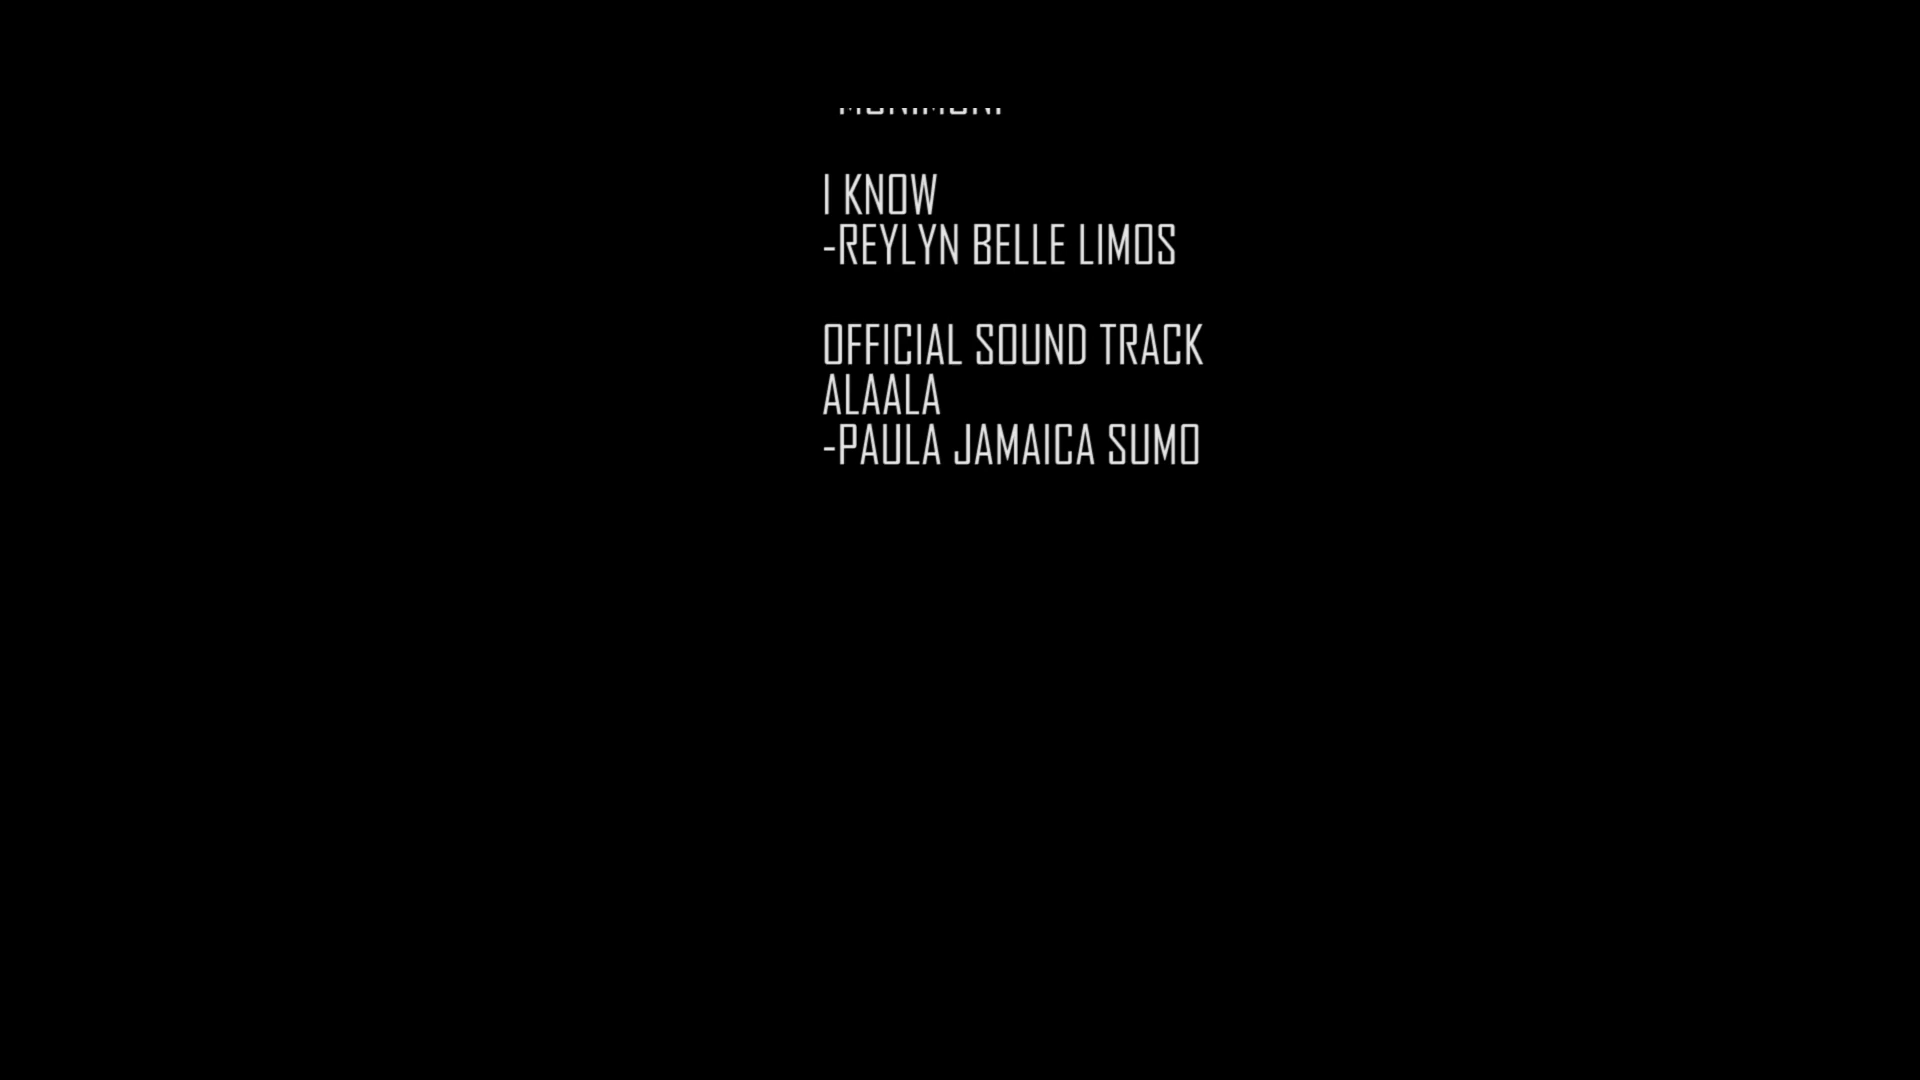 I KNOW
-REYLYN BELLE LIMOS
OFFICIAL SOUND TRACK
ALAALA
-PAULA JAMAICA SUMO